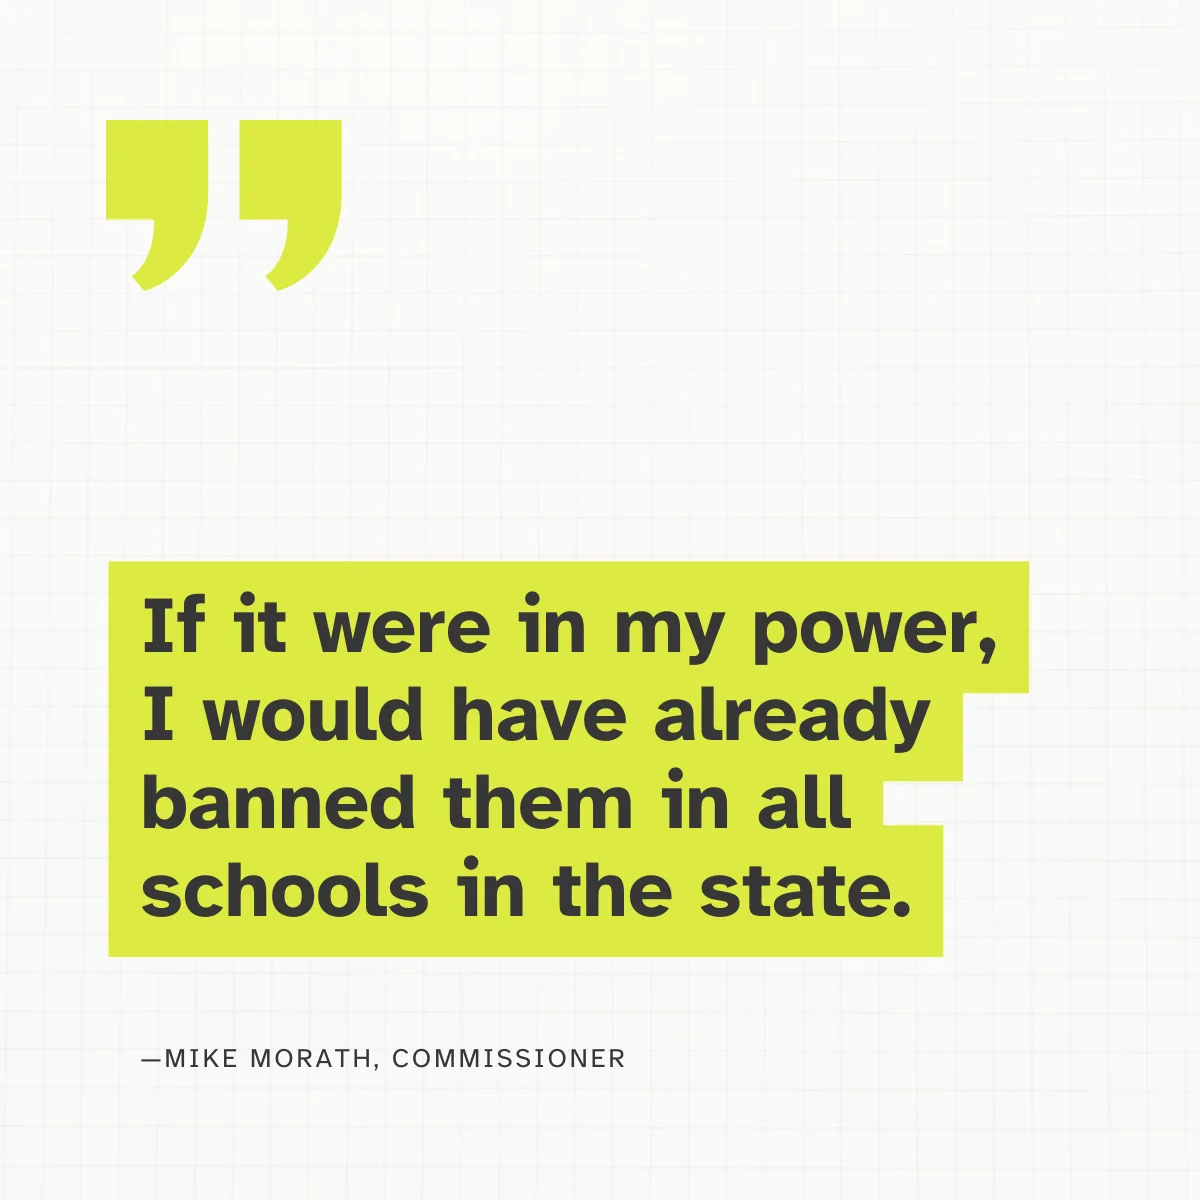 ”
If it were in my power,
I would have already
banned them in all
schools in the state.
—MIKE MORATH, COMMISSIONER